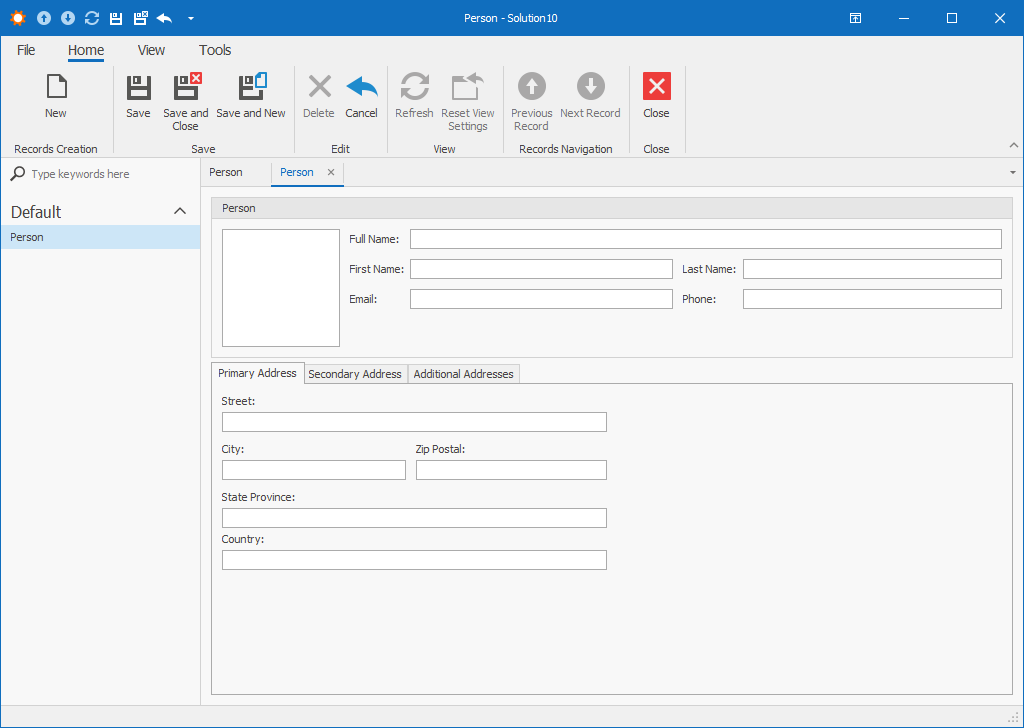 Person - Solution10
File Home View Tools
New
Save
Save and Close
Save and New
Delete
Cancel
Refresh
Reset View Settings
Previous Record
Next Record
Close
Records Creation
Save
Edit
View
Records Navigation
Close
Type keywords here
Default
Person
Person
Person
Person
Full Name:
First Name:
Last Name:
Email:
Phone:
Primary Address
Secondary Address
Additional Addresses
Street:
City:
Zip Postal:
State Province:
Country: